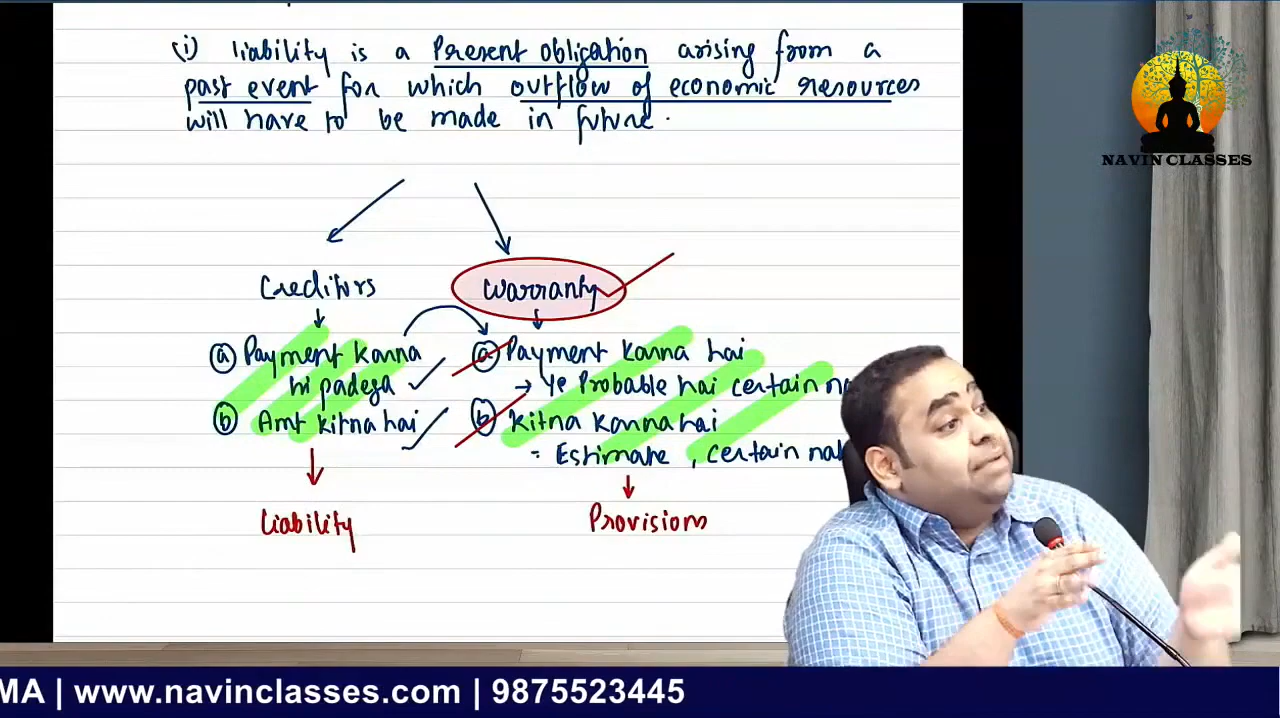 (i) liability is a Present obligation arising from a
past event for which outflow of economic resources
will have to be made in future.
NAVIN CLASSES
Creditors
Warranty
(a) Payment karna
hi padega
(a) Payment karna hai
→ Ye Probable hai certain
(b) Amt kitna hai
(b) Kitna karna hai
= Estimate, certain
Liability
Provisions
MA | www.navinclasses.com | 9875523445